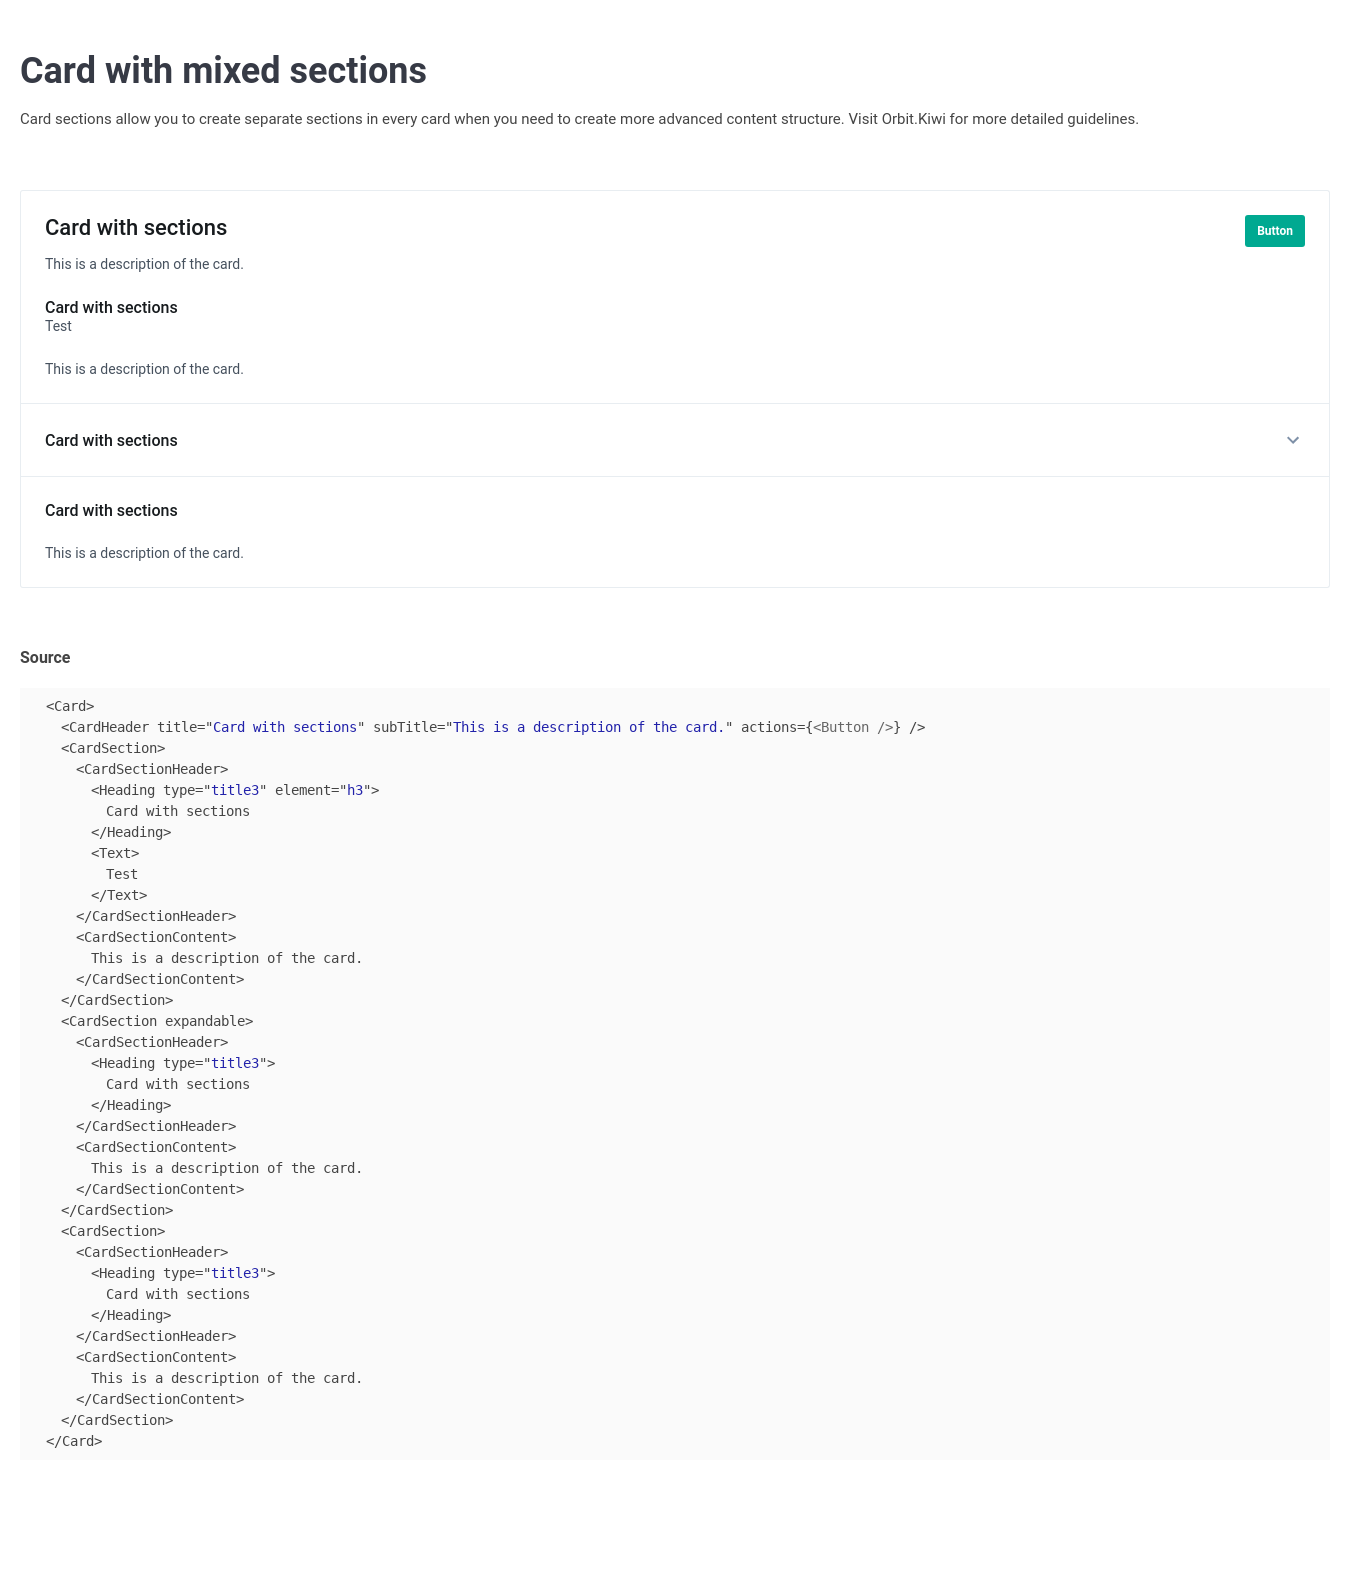 Card with mixed sections
Card sections allow you to create separate sections in every card when you need to create more advanced content structure. Visit Orbit.Kiwi for more detailed guidelines.
Card with sections
Button
This is a description of the card.
Card with sections
Test
This is a description of the card.
Card with sections
Card with sections
This is a description of the card.
Source
<Card>
  <CardHeader title="Card with sections" subTitle="This is a description of the card." actions={<Button />} />
  <CardSection>
    <CardSectionHeader>
      <Heading type="title3" element="h3">
        Card with sections
      </Heading>
      <Text>
        Test
      </Text>
    </CardSectionHeader>
    <CardSectionContent>
      This is a description of the card.
    </CardSectionContent>
  </CardSection>
  <CardSection expandable>
    <CardSectionHeader>
      <Heading type="title3">
        Card with sections
      </Heading>
    </CardSectionHeader>
    <CardSectionContent>
      This is a description of the card.
    </CardSectionContent>
  </CardSection>
  <CardSection>
    <CardSectionHeader>
      <Heading type="title3">
        Card with sections
      </Heading>
    </CardSectionHeader>
    <CardSectionContent>
      This is a description of the card.
    </CardSectionContent>
  </CardSection>
</Card>